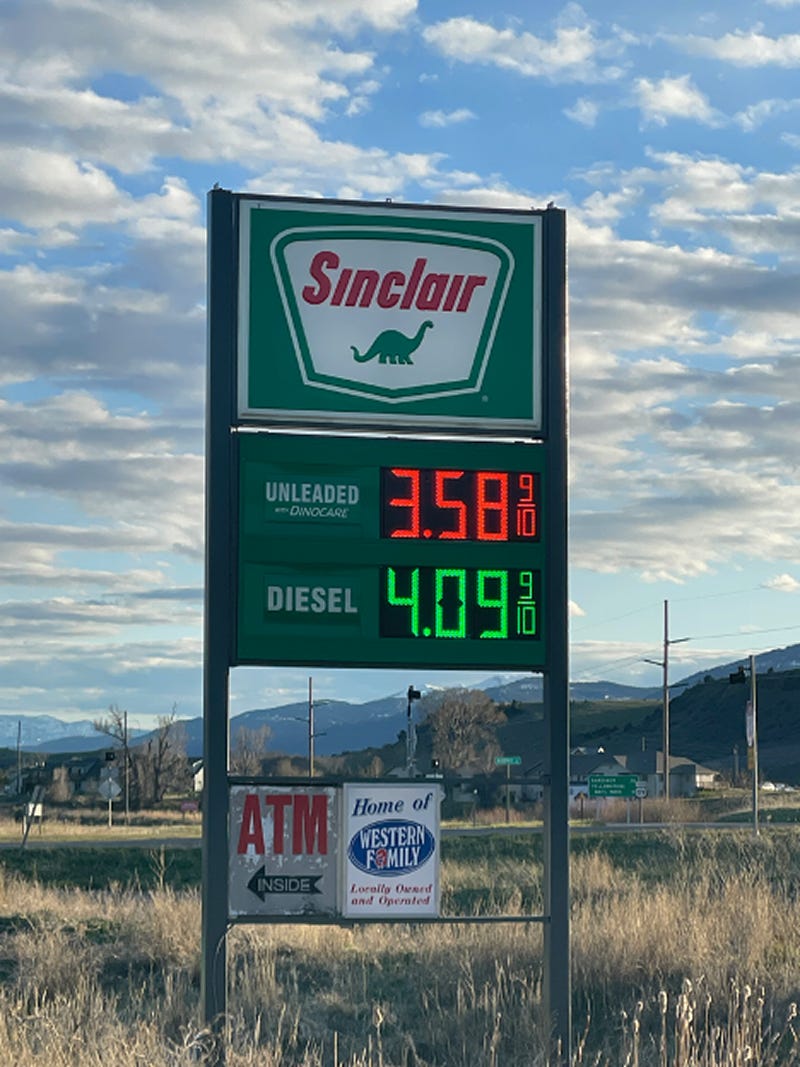 Sinclair
UNLEADED
WITH DINOCARE
3.58 9/10
DIESEL
4.09 9/10
ATM
INSIDE
Home of
WESTERN
FAMILY
Locally Owned
and Operated